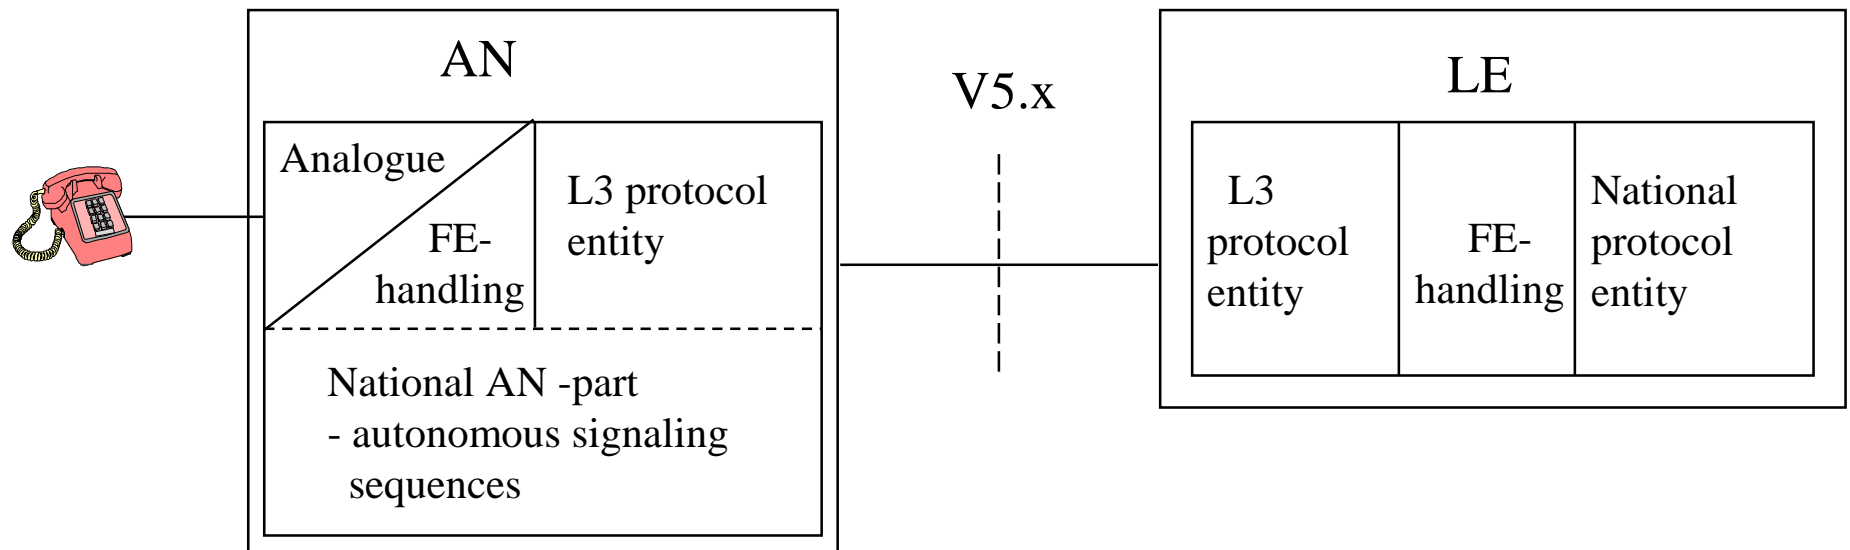 AN
Analogue
FE-
handling
L3 protocol
entity
National AN -part
- autonomous signaling
sequences
V5.x
LE
L3
protocol
entity
FE-
handling
National
protocol
entity